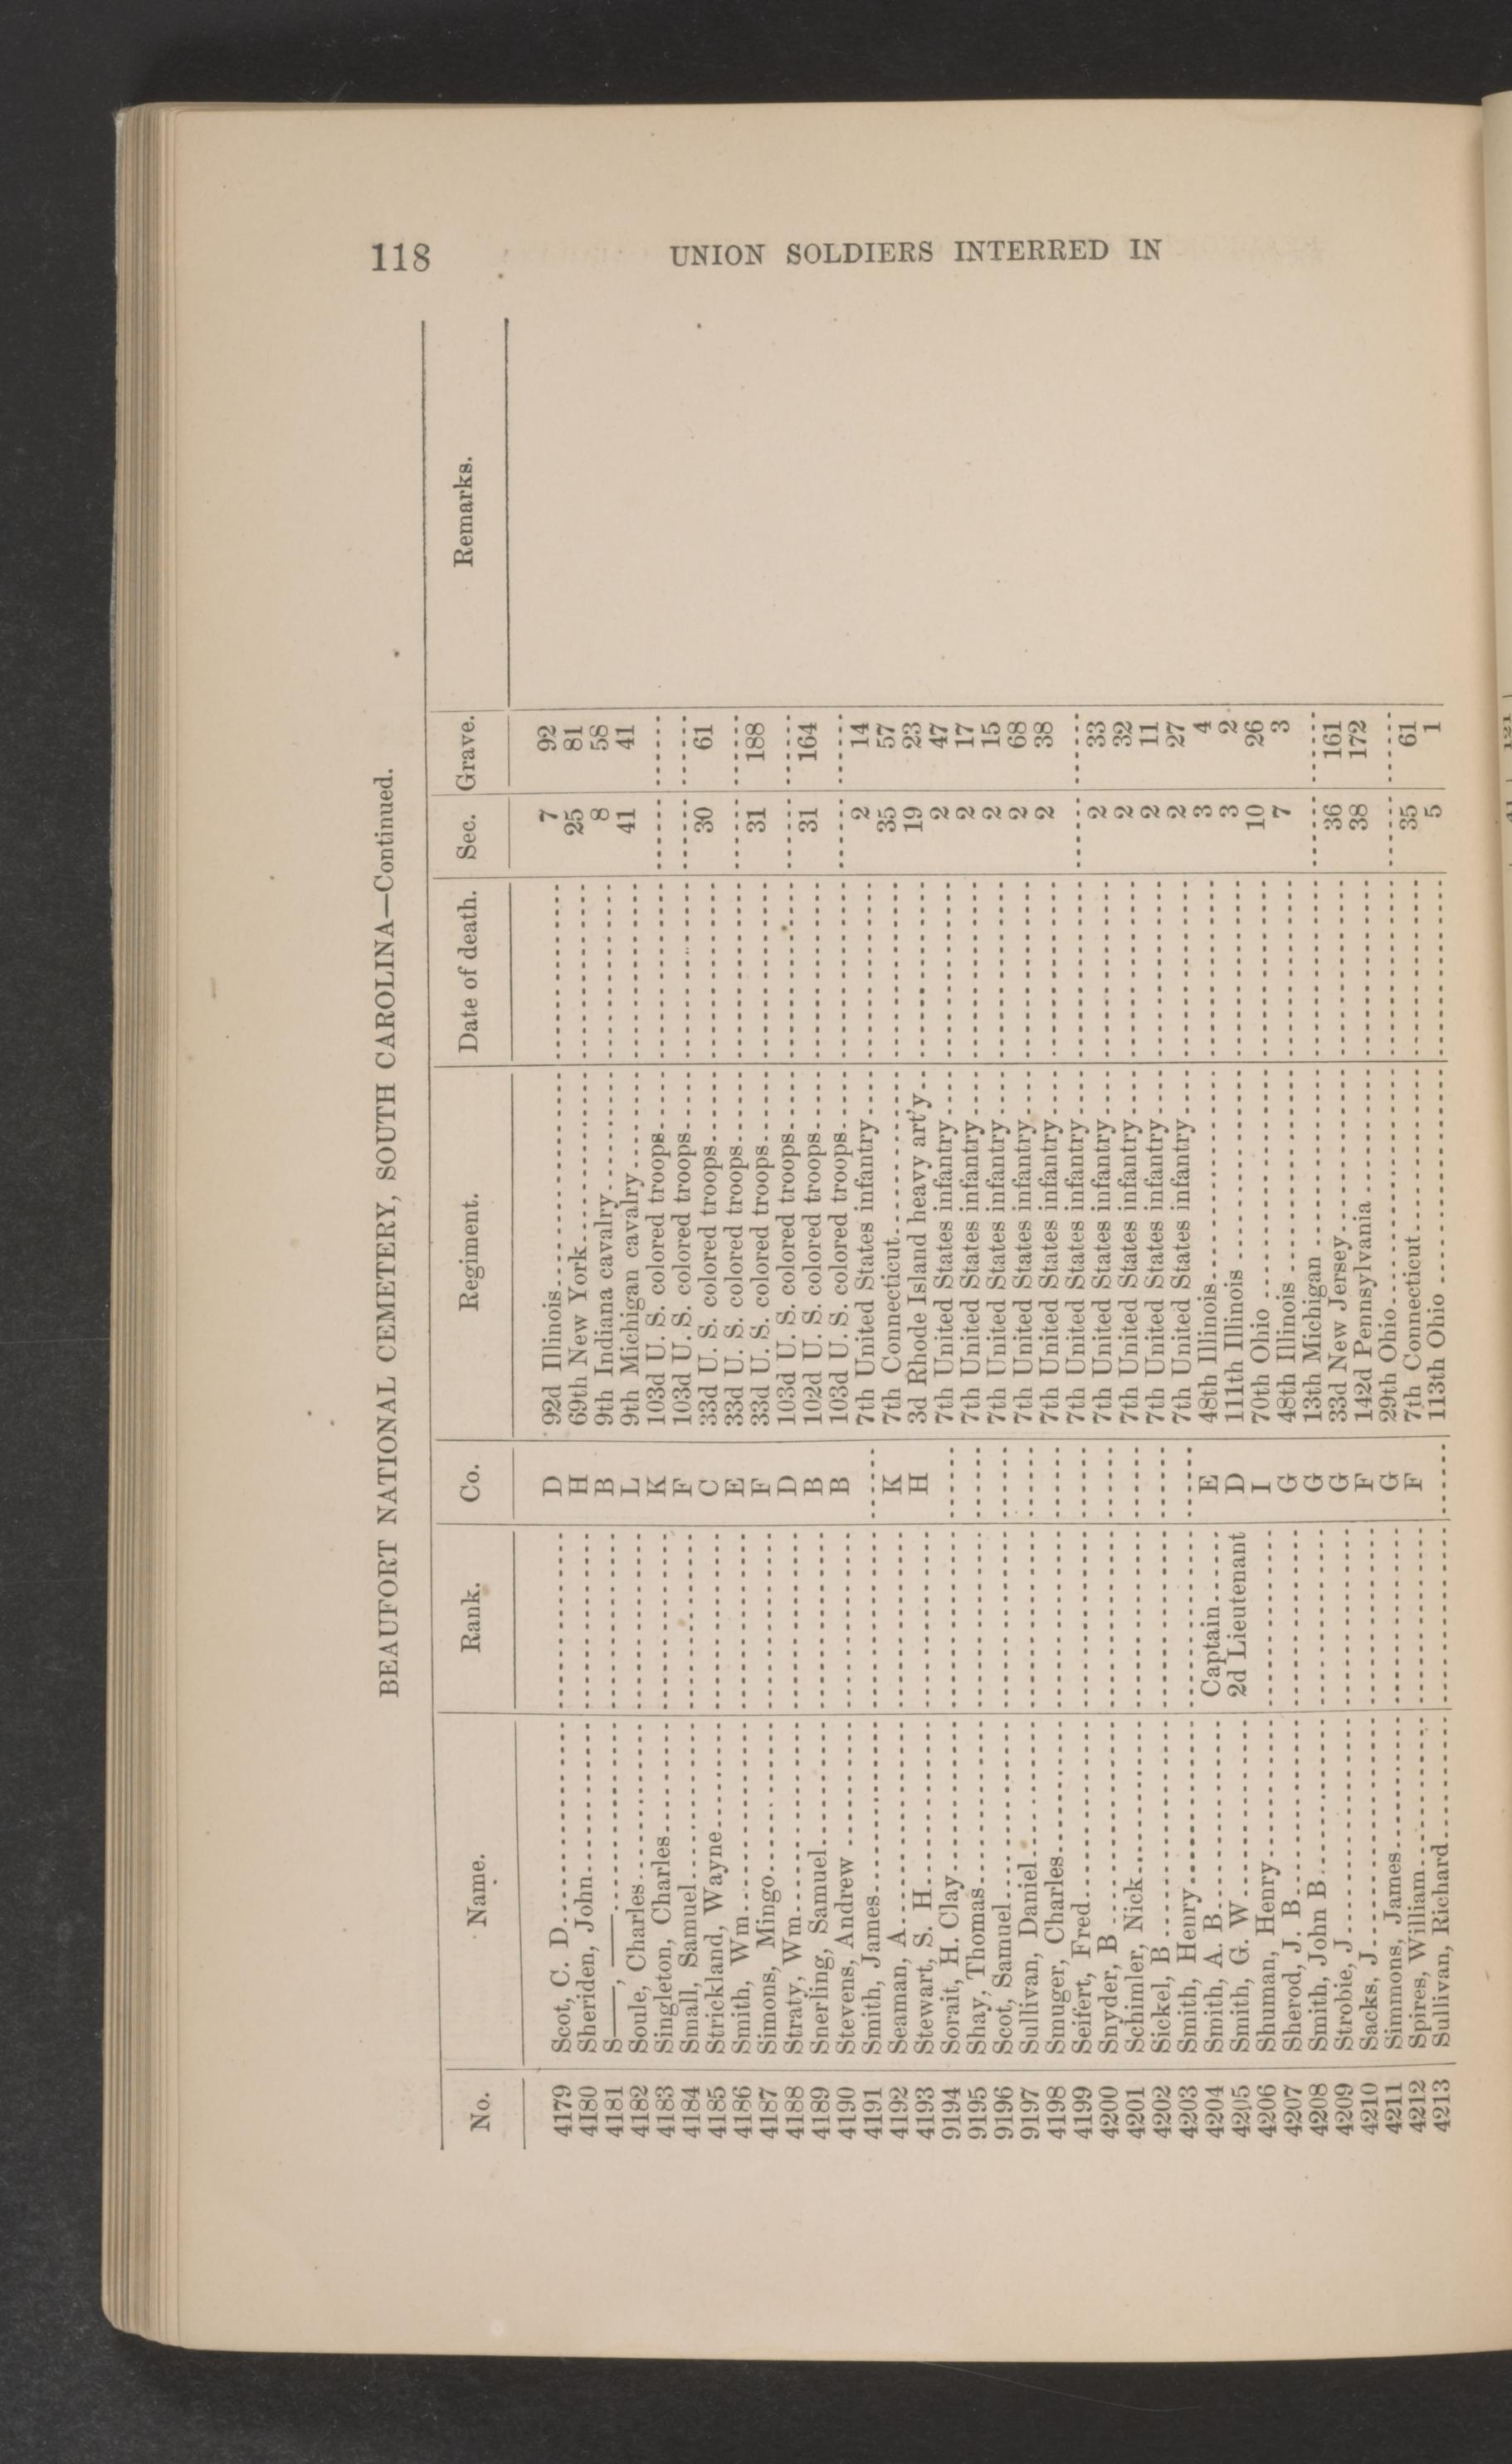 118
UNION SOLDIERS INTERRED IN
BEAUFORT NATIONAL CEMETERY, SOUTH CAROLINA—Continued.
No. Name. Rank. Co. Regiment. Date of death. Sec. Grave. Remarks.
4179 Scot, C. D. D 92d Illinois 7 92
4180 Sheriden, John H 69th New York 25 81
4181 S——, —— B 9th Indiana cavalry 8 58
4182 Soule, Charles L 9th Michigan cavalry 41 41
4183 Singleton, Charles K 103d U. S. colored troops
4184 Small, Samuel F 103d U. S. colored troops
4185 Strickland, Wayne C 33d U. S. colored troops 30 61
4186 Smith, Wm E 33d U. S. colored troops
4187 Simons, Mingo F 33d U. S. colored troops 31 188
4188 Straty, Wm D 103d U. S. colored troops
4189 Snerling, Samuel B 102d U. S. colored troops 31 164
4190 Stevens, Andrew B 103d U. S. colored troops
4191 Smith, James 7th United States infantry 2 14
4192 Seaman, A K 7th Connecticut 35 57
4193 Stewart, S. H H 3d Rhode Island heavy art'y 19 23
9194 Sorait, H. Clay 7th United States infantry 2 47
9195 Shay, Thomas 7th United States infantry 2 17
9196 Scot, Samuel 7th United States infantry 2 15
9197 Sullivan, Daniel 7th United States infantry 2 68
4198 Smuger, Charles 7th United States infantry 2 38
4199 Seifert, Fred 7th United States infantry
4200 Snyder, B 7th United States infantry 2 33
4201 Schimler, Nick 7th United States infantry 2 32
4202 Sickel, B 7th United States infantry 2 11
4203 Smith, Henry 7th United States infantry 2 27
4204 Smith, A. B. Captain E 48th Illinois 3 4
4205 Smith, G. W. 2d Lieutenant D 111th Illinois 3 2
4206 Shuman, Henry I 70th Ohio 10 26
4207 Sherod, J. B. G 48th Illinois 7 3
4208 Smith, John B G 13th Michigan
4209 Strobie, J G 33d New Jersey 36 161
4210 Sacks, J F 142d Pennsylvania 38 172
4211 Simmons, James G 29th Ohio
4212 Spires, William F 7th Connecticut 35 61
4213 Sullivan, Richard 113th Ohio 5 1